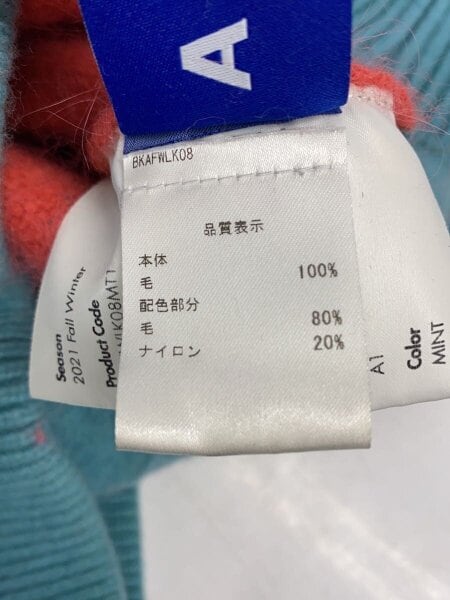 A
BKAFWLK08
品質表示
本体
毛 100%
配色部分
毛 80%
ナイロン 20%
Season
2021 Fall Winter
Product Code
WLK08MT1
A1
Color
MINT